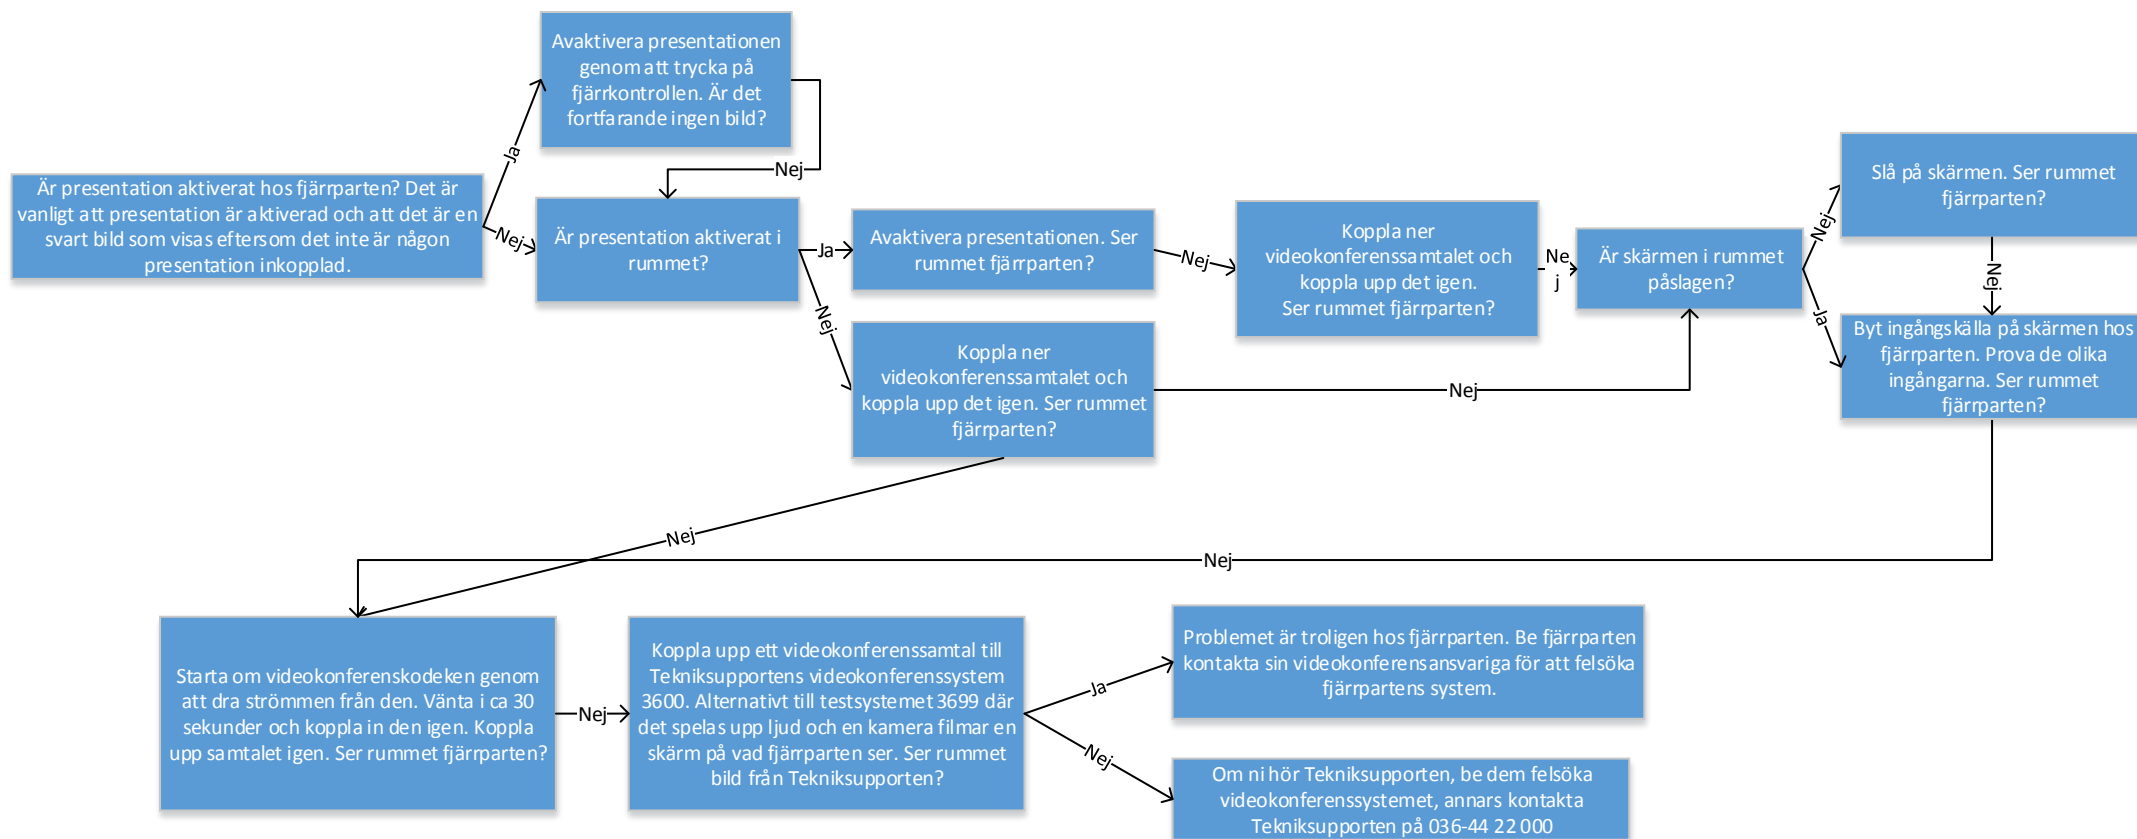 Avaktivera presentationen
genom att trycka på
fjärrkontrollen. Är det
fortfarande ingen bild?
Ja
Nej
Är presentation aktiverat hos fjärrparten? Det är
vanligt att presentation är aktiverad och att det är en
svart bild som visas eftersom det inte är någon
presentation inkopplad.
Nej
Är presentation aktiverat i
rummet?
Ja
Nej
Avaktivera presentationen. Ser
rummet fjärrparten?
Nej
Koppla ner
videokonferenssamtalet och
koppla upp det igen.
Ser rummet fjärrparten?
Ne
j
Är skärmen i rummet
påslagen?
Nej
Ja
Slå på skärmen. Ser rummet
fjärrparten?
Nej
Byt ingångskälla på skärmen hos
fjärrparten. Prova de olika
ingångarna. Ser rummet
fjärrparten?
Koppla ner
videokonferenssamtalet och
koppla upp det igen. Ser rummet
fjärrparten?
Nej
Nej
Nej
Starta om videokonferenskodeken genom
att dra strömmen från den. Vänta i ca 30
sekunder och koppla in den igen. Koppla
upp samtalet igen. Ser rummet fjärrparten?
Nej
Koppla upp ett videokonferenssamtal till
Tekniksupportens videokonferenssystem
3600. Alternativt till testsystemet 3699 där
det spelas upp ljud och en kamera filmar en
skärm på vad fjärrparten ser. Ser rummet
bild från Tekniksupporten?
Ja
Nej
Problemet är troligen hos fjärrparten. Be fjärrparten
kontakta sin videokonferensansvariga för att felsöka
fjärrpartens system.
Om ni hör Tekniksupporten, be dem felsöka
videokonferenssystemet, annars kontakta
Tekniksupporten på 036-44 22 000